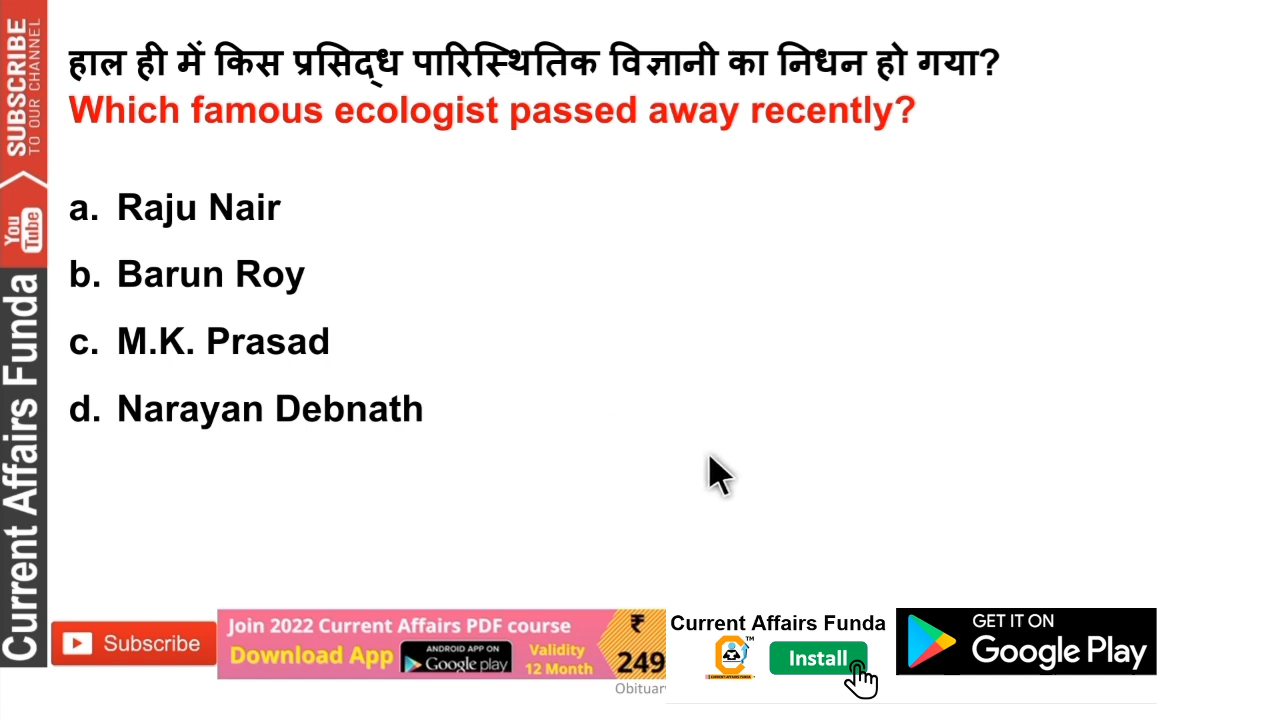 हाल ही में किस प्रसिद्ध पारिस्थितिक विज्ञानी का निधन हो गया?
Which famous ecologist passed away recently?
a. Raju Nair
b. Barun Roy
c. M.K. Prasad
d. Narayan Debnath
SUBSCRIBE
TO OUR CHANNEL
You
Tube
Current Affairs Funda
Subscribe
Join 2022 Current Affairs PDF course
Download App
ANDROID APP ON
Google play
Validity
12 Month
₹
249
Current Affairs Funda
TM
Install
GET IT ON
Google Play